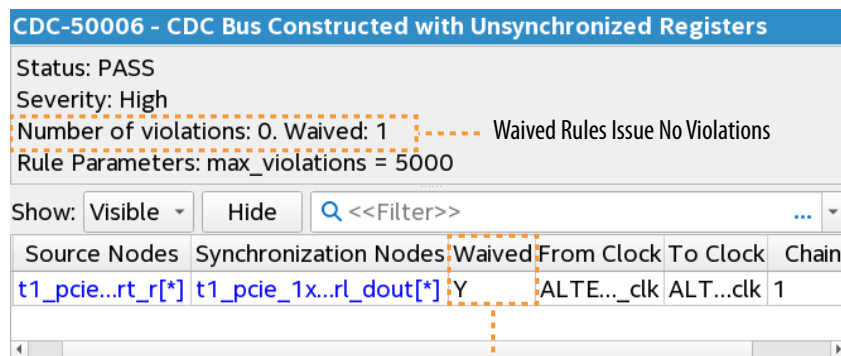 CDC-50006 - CDC Bus Constructed with Unsynchronized Registers
Status: PASS
Severity: High
Number of violations: 0. Waived: 1 Waived Rules Issue No Violations
Rule Parameters: max_violations = 5000
Show: Visible Hide <<Filter>> ...
Source Nodes Synchronization Nodes Waived From Clock To Clock Chain
t1_pcie...rt_r[*] t1_pcie_1x...rl_dout[*] Y ALTE..._clk ALT...clk 1